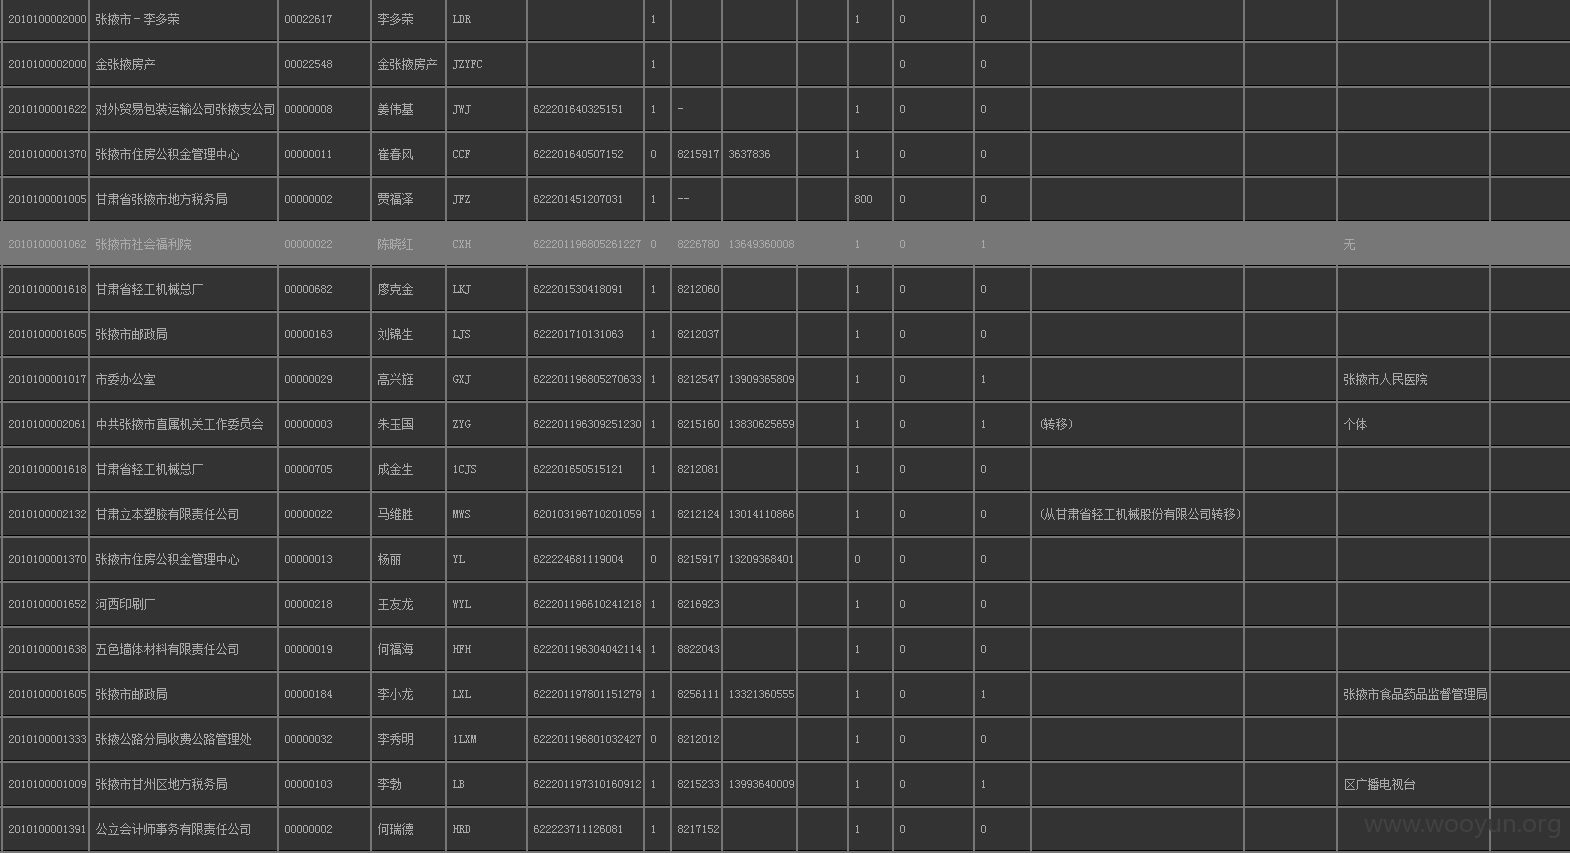 2010100002000 张掖市－李多荣 00022617 李多荣 LDR 1 1 0 0
2010100002000 金张掖房产 00022548 金张掖房产 JZYFC 1 0 0
2010100001622 对外贸易包装运输公司张掖支公司 00000008 姜伟基 JWJ 622201640325151 1 - 1 0 0
2010100001370 张掖市住房公积金管理中心 00000011 崔春风 CCF 622201640507152 0 8215917 3637836 1 0 0
2010100001005 甘肃省张掖市地方税务局 00000002 贾福泽 JFZ 622201451207031 1 -- 800 0 0
2010100001062 张掖市社会福利院 00000022 陈晓红 CXH 622201196805261227 0 8226780 13649360008 1 0 1 无
2010100001618 甘肃省轻工机械总厂 00000682 廖克金 LKJ 622201530418091 1 8212060 1 0 0
2010100001605 张掖市邮政局 00000163 刘锦生 LJS 622201710131063 1 8212037 1 0 0
2010100001017 市委办公室 00000029 高兴旌 GXJ 622201196805270633 1 8212547 13909365809 1 0 1 张掖市人民医院
2010100002061 中共张掖市直属机关工作委员会 00000003 朱玉国 ZYG 622201196309251230 1 8215160 13830625659 1 0 1 (转移) 个体
2010100001618 甘肃省轻工机械总厂 00000705 成金生 1CJS 622201650515121 1 8212081 1 0 0
2010100002132 甘肃立本塑胶有限责任公司 00000022 马维胜 MWS 620103196710201059 1 8212124 13014110866 1 0 0 (从甘肃省轻工机械股份有限公司转移)
2010100001370 张掖市住房公积金管理中心 00000013 杨丽 YL 622224681119004 0 8215917 13209368401 0 0 0
2010100001652 河西印刷厂 00000218 王友龙 WYL 622201196610241218 1 8216923 1 0 0
2010100001638 五色墙体材料有限责任公司 00000019 何福海 HFH 622201196304042114 1 8822043 1 0 0
2010100001605 张掖市邮政局 00000184 李小龙 LXL 622201197801151279 1 8256111 13321360555 1 0 1 张掖市食品药品监督管理局
2010100001333 张掖公路分局收费公路管理处 00000032 李秀明 1LXM 622201196801032427 0 8212012 1 0 0
2010100001009 张掖市甘州区地方税务局 00000103 李勃 LB 622201197310160912 1 8215233 13993640009 1 0 1 区广播电视台
2010100001391 公立会计师事务有限责任公司 00000002 何瑞德 HRD 622223711126081 1 8217152 1 0 0
www.wooyun.org